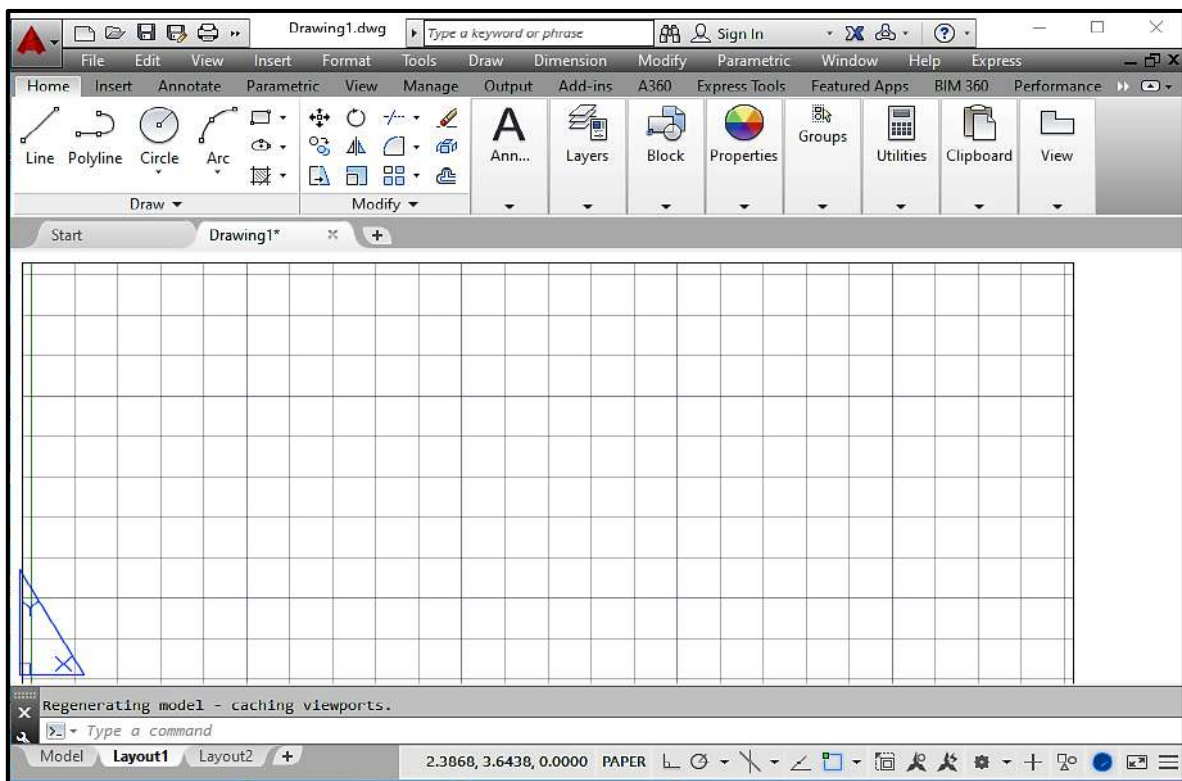 Drawing1.dwg Type a keyword or phrase Sign In
File Edit View Insert Format Tools Draw Dimension Modify Parametric Window Help Express
Home Insert Annotate Parametric View Manage Output Add-ins A360 Express Tools Featured Apps BIM 360 Performance
Line Polyline Circle Arc Ann... Layers Block Properties Groups Utilities Clipboard View
Draw Modify
Start Drawing1*
Y
X
Regenerating model - caching viewports.
Type a command
Model Layout1 Layout2 + 2.3868, 3.6438, 0.0000 PAPER